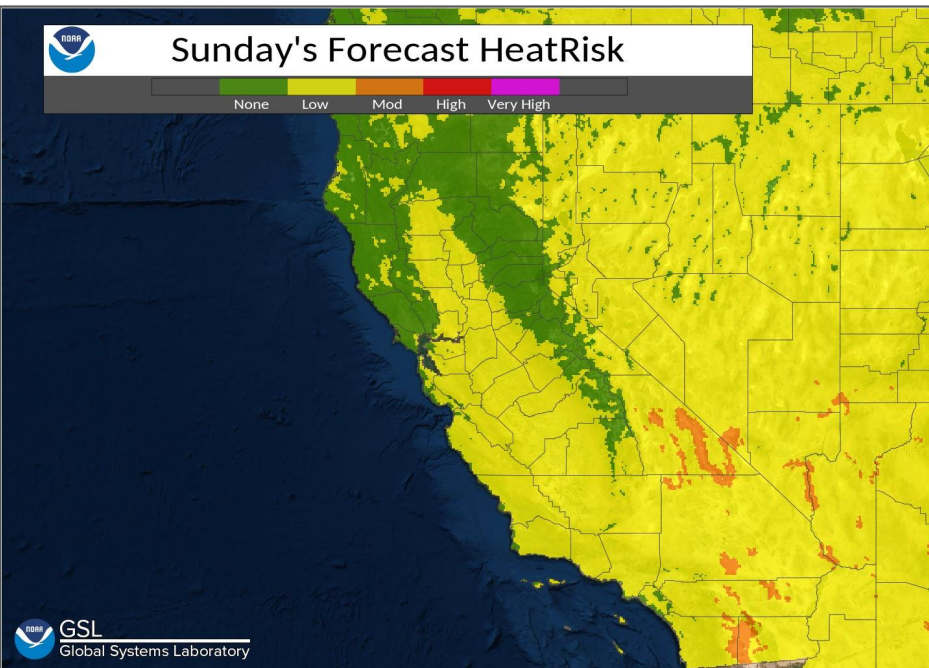 NOAA
Sunday's Forecast HeatRisk
None Low Mod High Very High
NOAA
GSL
Global Systems Laboratory